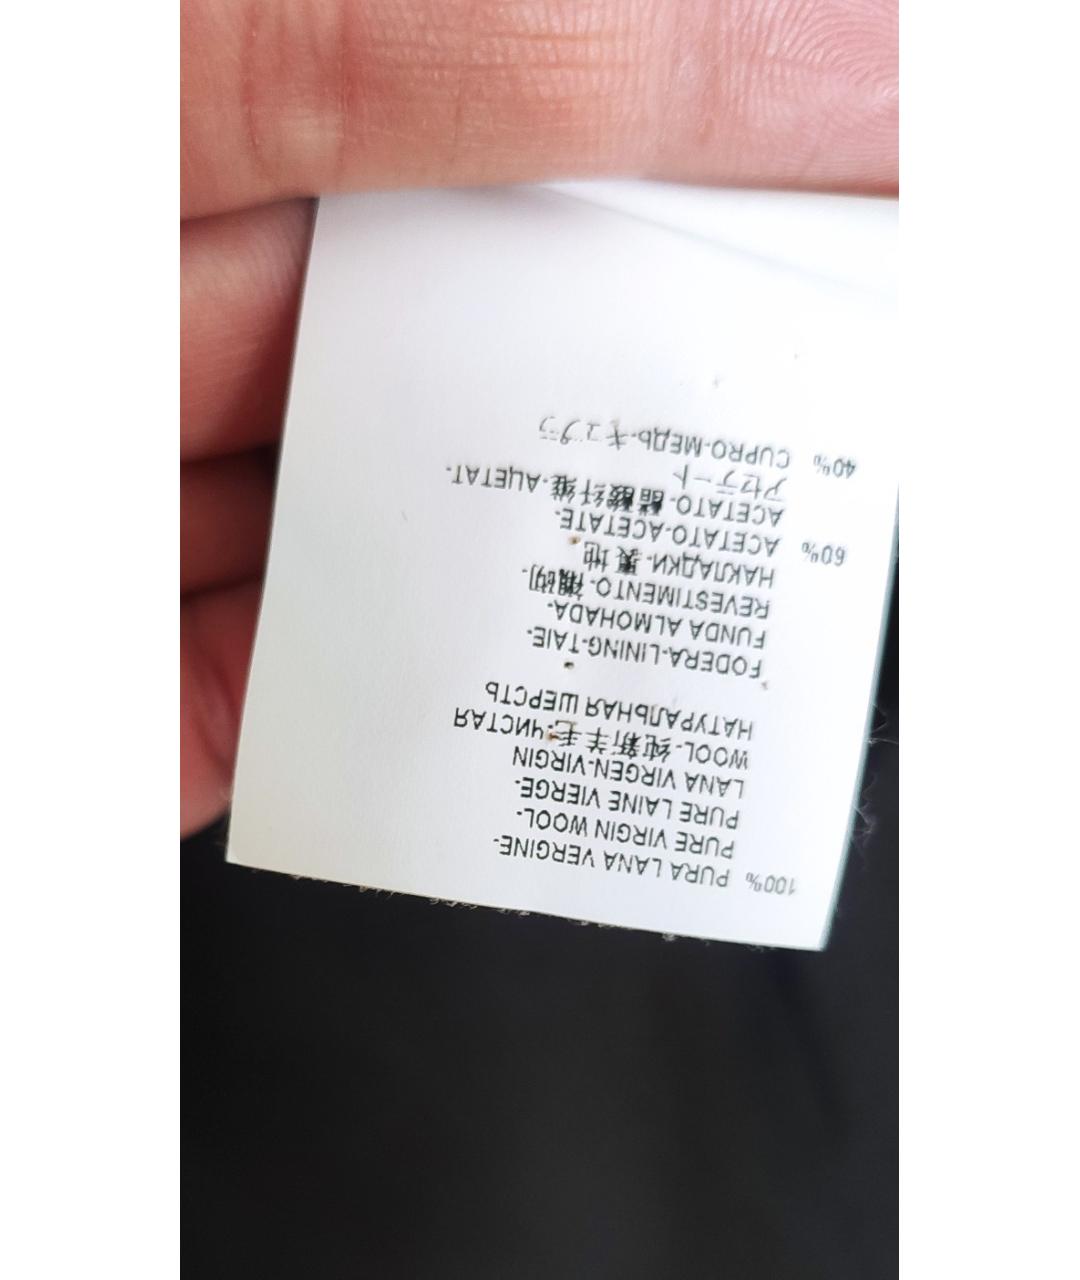 100% PURA LANA VERGINE-
PURE VIRGIN WOOL-
PURE LAINE VIERGE-
LANA VIRGEN-VIRGIN
WOOL-纯新羊毛-ЧИСТАЯ
НАТУРАЛЬНАЯ ШЕРСТЬ
FODERA-LINING-TAIE-
FUNDA ALMOHADA-
REVESTIMENTO-襯砌-
НАКЛАДКИ-裏地
60% ACETATO-ACETATE-
ACETATO-醋酸纤维-АЦЕТАТ-
アセテート
40% CUPRO-МЕДЬ-キュプラ